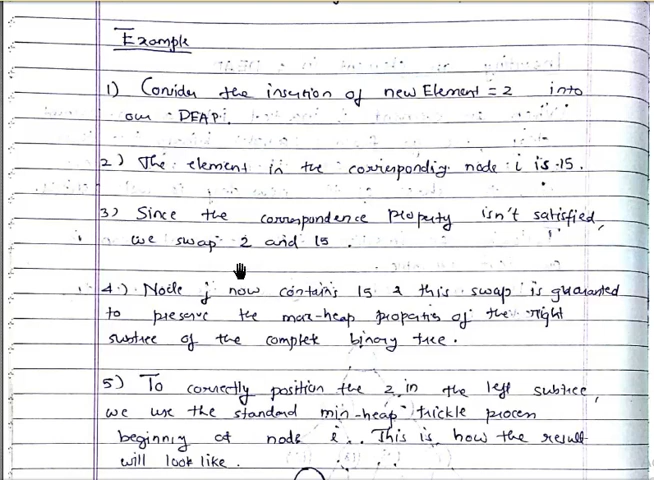 Example
1) Consider the insertion of new Element = 2 into
our DEAP.
2) The element in the correspondig node i is 15.
3) Since the correspondence Property isn't satisfied,
we swap 2 and 15.
4.) Node j now contains 15 & this swap is guaranted
to preserve the max-heap properties of the right
subtree of the complete binary tree.
5) To correctly position the 2 in the left subtree,
we use the standard min-heap trickle process
beginning at node i.. This is how the result
will look like.